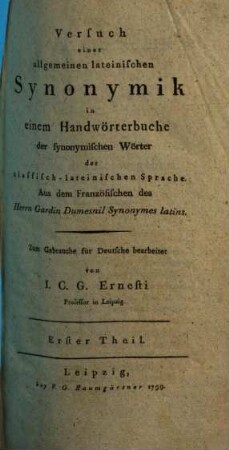 Versuch
einer
allgemeinen lateinischen
Synonymik
in
einem Handwörterbuche
der synonymischen Wörter
der
classisch-lateinischen Sprache.
Aus dem Französischen des
Herrn Gardin Dumesnil Synonymes latins.
Zum Gebrauche für Deutsche bearbeitet
von
I. C. G. Ernesti
Professor in Leipzig.
Erster Theil.
Leipzig,
bey F. G. Baumgärtner 1798.